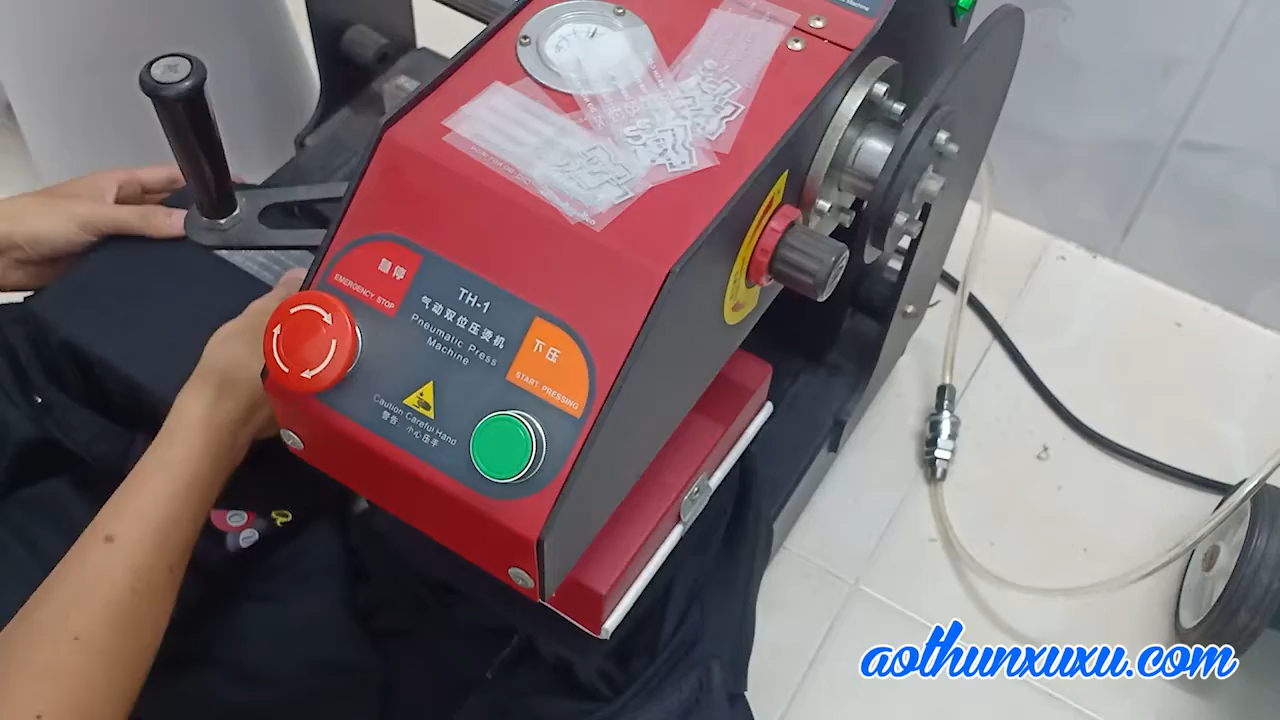 Machine
急停
EMERGENCY STOP
TH-1
气动双位压烫机
Pneumatic Press
Machine
下压
START PRESSING
Caution Careful Hand
警告：小心压手
aothunxuxu.com